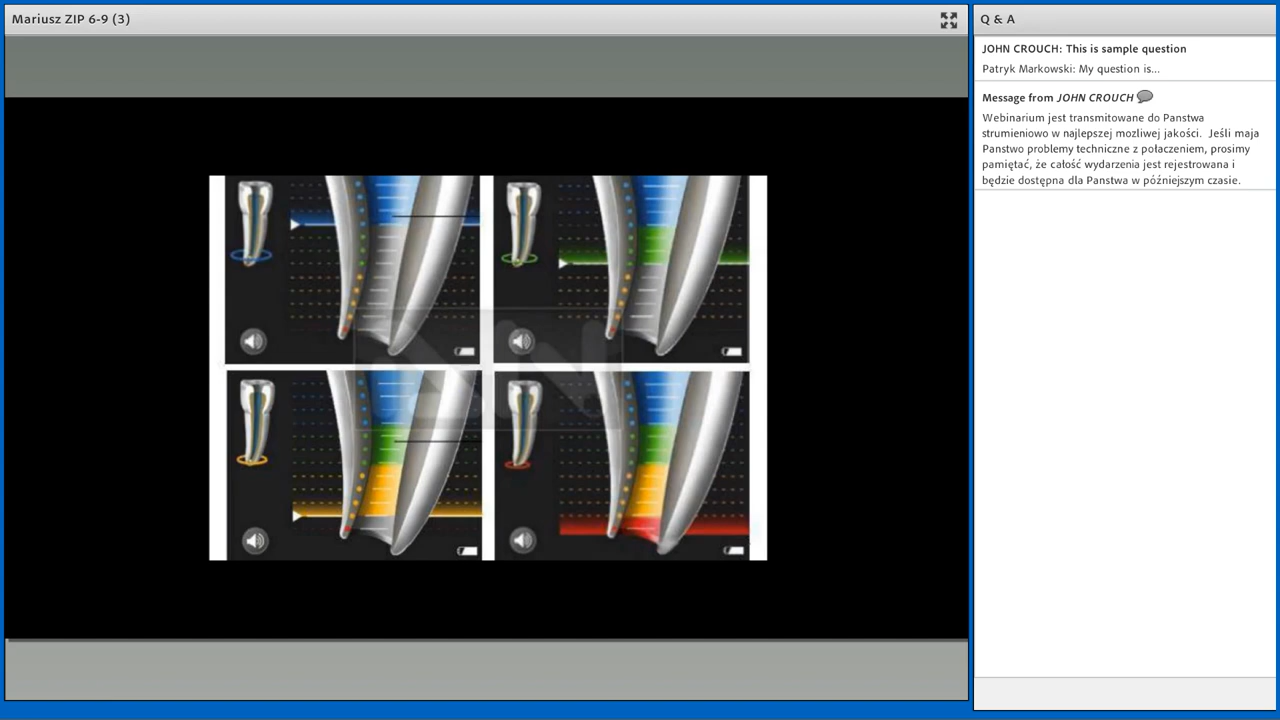 Mariusz ZIP 6-9 (3)
Q & A
JOHN CROUCH: This is sample question
Patryk Markowski: My question is...
Message from JOHN CROUCH
Webinarium jest transmitowane do Panstwa
strumieniowo w najlepszej mozliwej jakości. Jeśli maja
Panstwo problemy techniczne z połaczeniem, prosimy
pamiętać, że całość wydarzenia jest rejestrowana i
będzie dostępna dla Panstwa w późniejszym czasie.